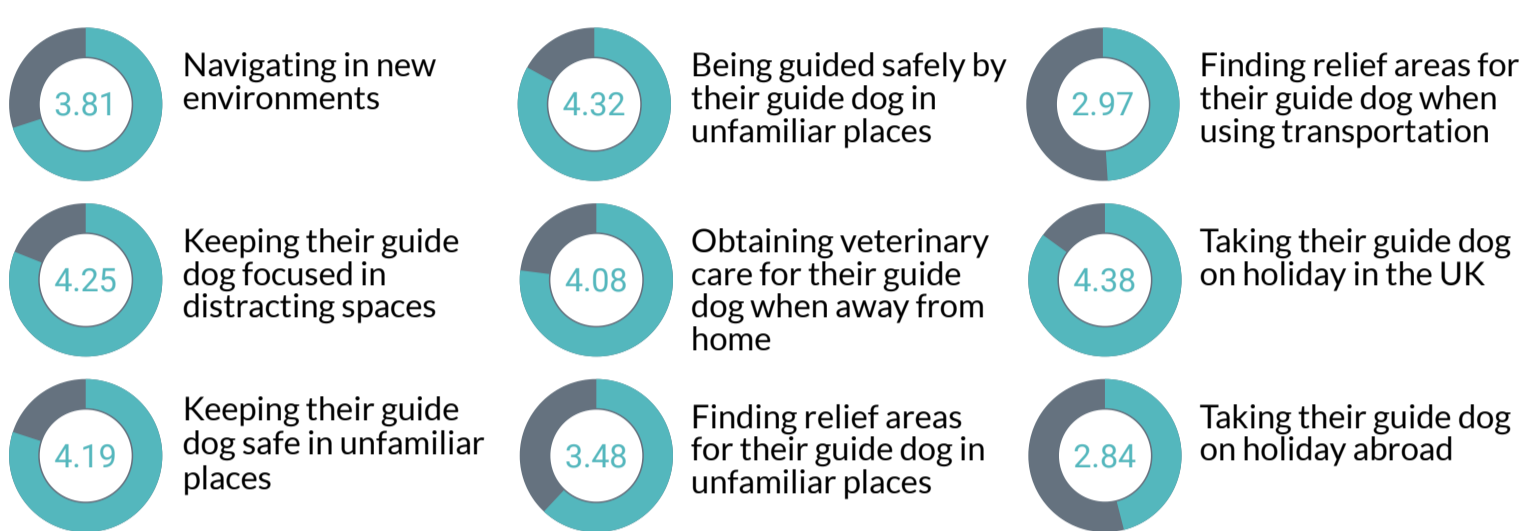 3.81
Navigating in new
environments
4.32
Being guided safely by
their guide dog in
unfamiliar places
2.97
Finding relief areas for
their guide dog when
using transportation
4.25
Keeping their guide
dog focused in
distracting spaces
4.08
Obtaining veterinary
care for their guide
dog when away from
home
4.38
Taking their guide dog
on holiday in the UK
4.19
Keeping their guide
dog safe in unfamiliar
places
3.48
Finding relief areas
for their guide dog in
unfamiliar places
2.84
Taking their guide dog
on holiday abroad